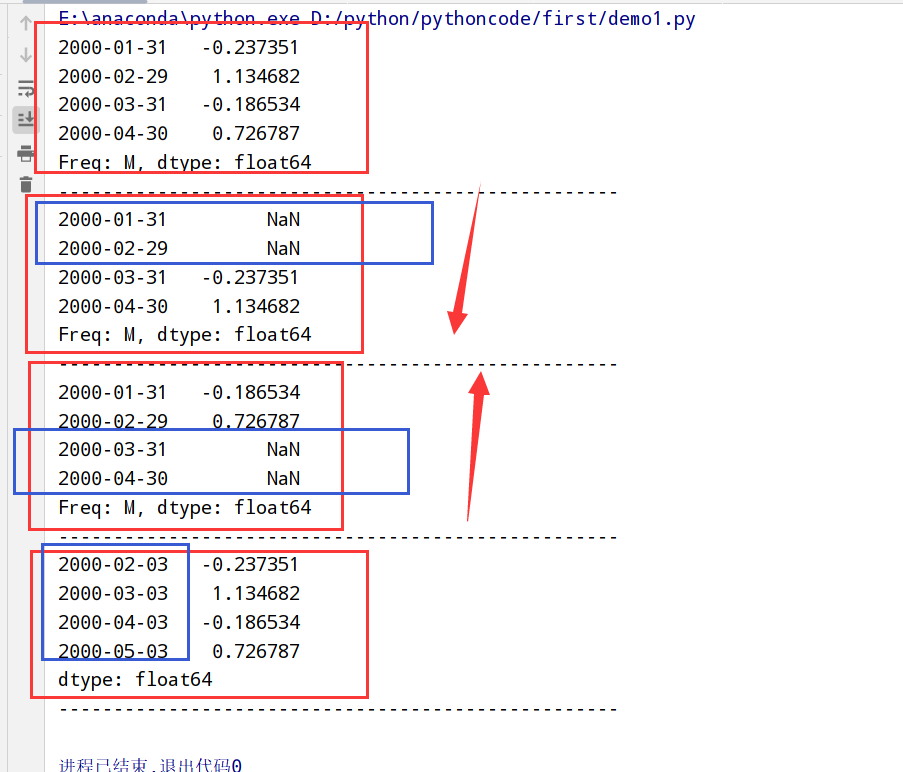 E:\anaconda\python.exe D:/python/pythoncode/first/demo1.py
2000-01-31   -0.237351
2000-02-29    1.134682
2000-03-31   -0.186534
2000-04-30    0.726787
Freq: M, dtype: float64
---------------------------------------------------
2000-01-31         NaN
2000-02-29         NaN
2000-03-31   -0.237351
2000-04-30    1.134682
Freq: M, dtype: float64
---------------------------------------------------
2000-01-31   -0.186534
2000-02-29    0.726787
2000-03-31         NaN
2000-04-30         NaN
Freq: M, dtype: float64
---------------------------------------------------
2000-02-03   -0.237351
2000-03-03    1.134682
2000-04-03   -0.186534
2000-05-03    0.726787
dtype: float64
---------------------------------------------------
进程已结束,退出代码0